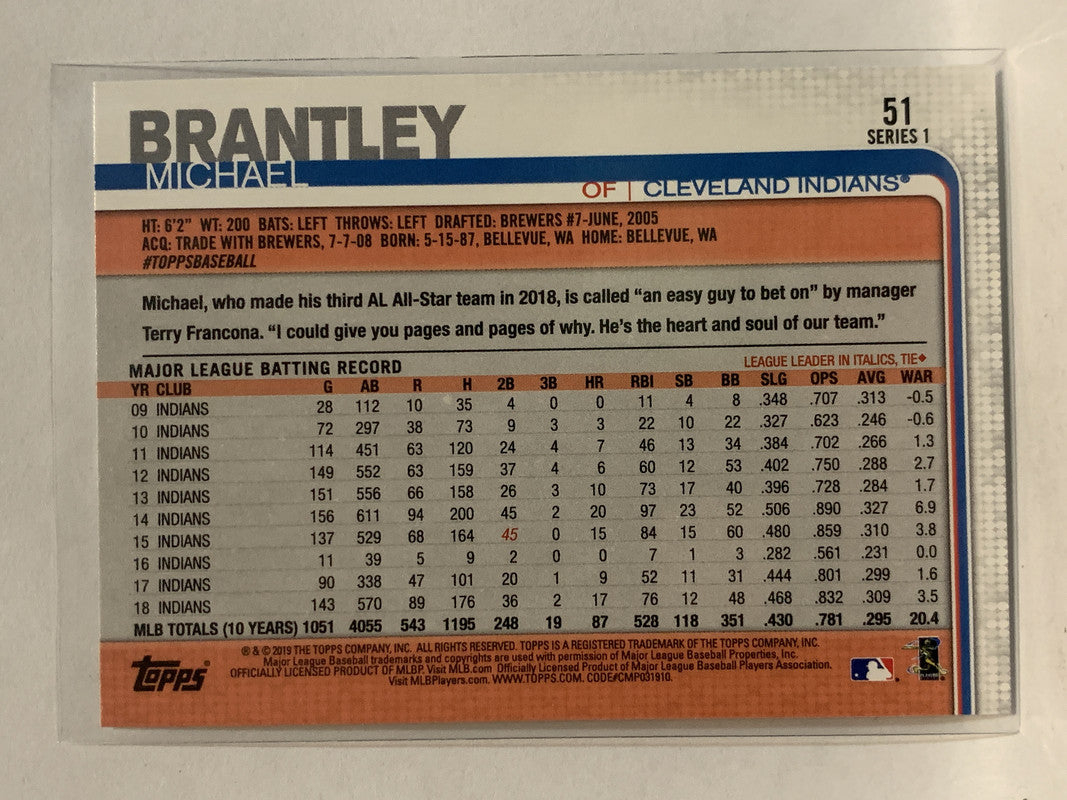 BRANTLEY
MICHAEL
51
SERIES 1
OF | CLEVELAND INDIANS®
HT: 6'2" WT: 200 BATS: LEFT THROWS: LEFT DRAFTED: BREWERS #7-JUNE, 2005
ACQ: TRADE WITH BREWERS, 7-7-08 BORN: 5-15-87, BELLEVUE, WA HOME: BELLEVUE, WA
#TOPPSBASEBALL
Michael, who made his third AL All-Star team in 2018, is called “an easy guy to bet on” by manager
Terry Francona. “I could give you pages and pages of why. He’s the heart and soul of our team.”
MAJOR LEAGUE BATTING RECORD LEAGUE LEADER IN ITALICS, TIE◆
YR CLUB G AB R H 2B 3B HR RBI SB BB SLG OPS AVG WAR
09 INDIANS 28 112 10 35 4 0 0 11 4 8 .348 .707 .313 -0.5
10 INDIANS 72 297 38 73 9 3 3 22 10 22 .327 .623 .246 -0.6
11 INDIANS 114 451 63 120 24 4 7 46 13 34 .384 .702 .266 1.3
12 INDIANS 149 552 63 159 37 4 6 60 12 53 .402 .750 .288 2.7
13 INDIANS 151 556 66 158 26 3 10 73 17 40 .396 .728 .284 1.7
14 INDIANS 156 611 94 200 45 2 20 97 23 52 .506 .890 .327 6.9
15 INDIANS 137 529 68 164 45 0 15 84 15 60 .480 .859 .310 3.8
16 INDIANS 11 39 5 9 2 0 0 7 1 3 .282 .561 .231 0.0
17 INDIANS 90 338 47 101 20 1 9 52 11 31 .444 .801 .299 1.6
18 INDIANS 143 570 89 176 36 2 17 76 12 48 .468 .832 .309 3.5
MLB TOTALS (10 YEARS) 1051 4055 543 1195 248 19 87 528 118 351 .430 .781 .295 20.4
® & © 2019 THE TOPPS COMPANY, INC. ALL RIGHTS RESERVED. TOPPS IS A REGISTERED TRADEMARK OF THE TOPPS COMPANY, INC.
Major League Baseball trademarks and copyrights are used with permission of Major League Baseball Properties, Inc.
OFFICIALLY LICENSED PRODUCT OF MLBP. Visit MLB.com. Officially Licensed Product of Major League Baseball Players Association.
Visit MLBPlayers.com. WWW.TOPPS.COM. CODE#CMP031910.
Topps